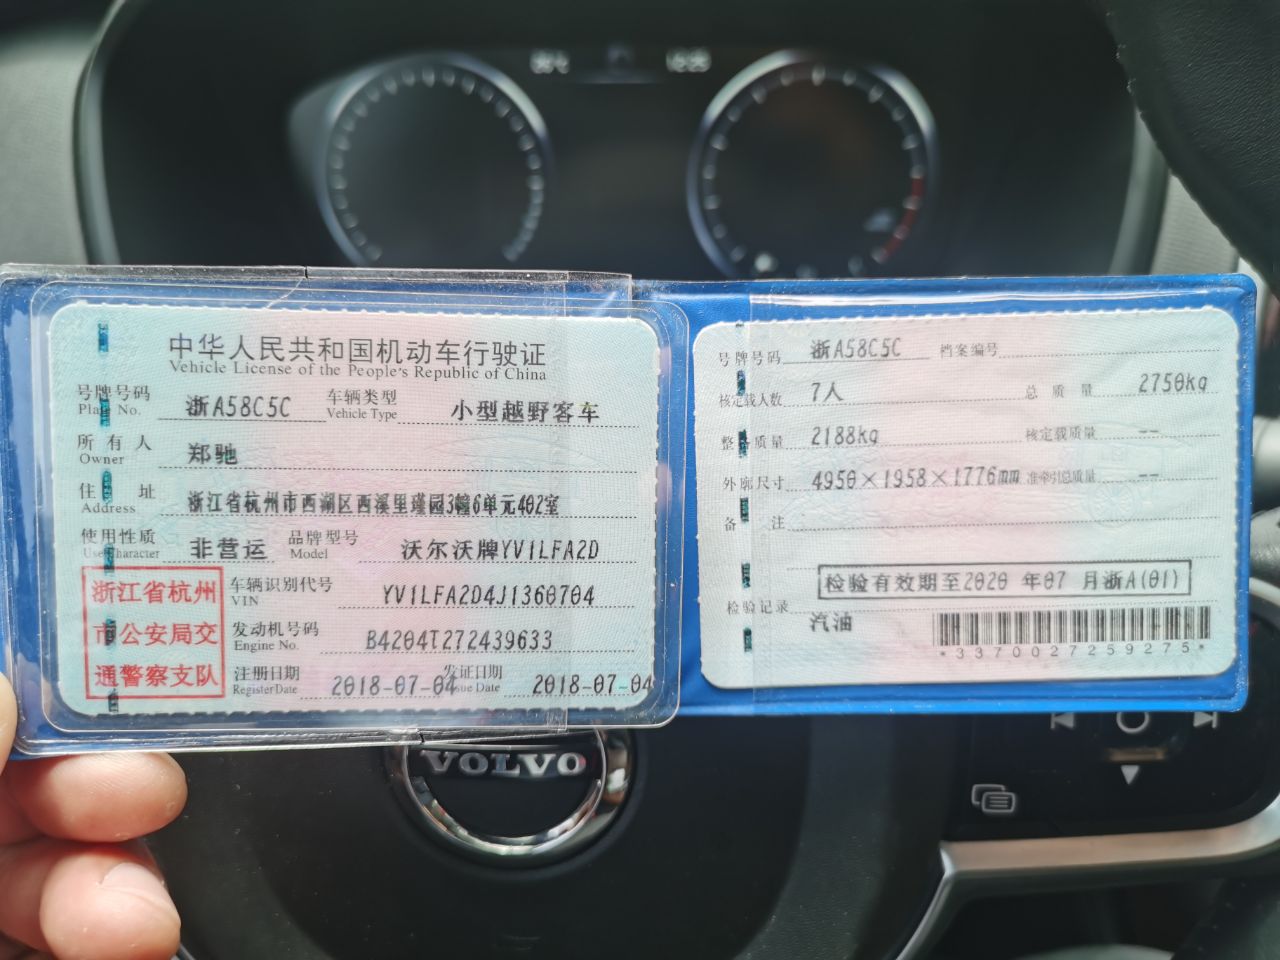 中华人民共和国机动车行驶证
Vehicle License of the People's Republic of China
号牌号码 浙A58C5C 车辆类型 小型越野客车
Plate No. Vehicle Type
所有人 郑驰
Owner
住址 浙江省杭州市西湖区西溪里瑾园3幢6单元402室
Address
使用性质 非营运 品牌型号 沃尔沃牌YV1LFA2D
Use Character Model
浙江省杭州市公安局交通警察支队
车辆识别代号 YV1LFA2D4J1360704
VIN
发动机号码 B4204T272439633
Engine No.
注册日期 2018-07-04 发证日期 2018-07-04
Register Date Issue Date
号牌号码 浙A58C5C 档案编号
核定载人数 7人 总质量 2750kg
整备质量 2188kg 核定载质量 --
外廓尺寸 4950×1958×1776mm 准牵引总质量 --
备注
检验有效期至2020 年07 月浙A(01)
检验记录
汽油
*3370027259275*
VOLVO